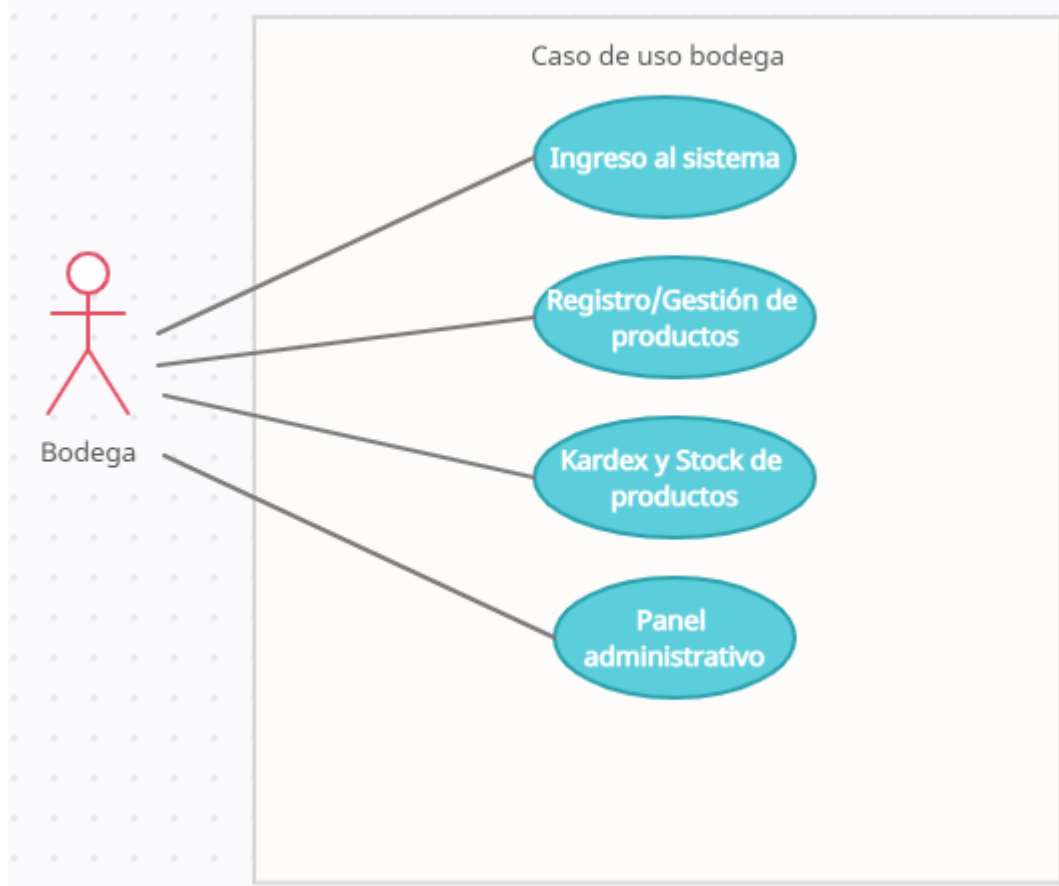 Caso de uso bodega
Ingreso al sistema
Registro/Gestión de
productos
Bodega
Kardex y Stock de
productos
Panel
administrativo